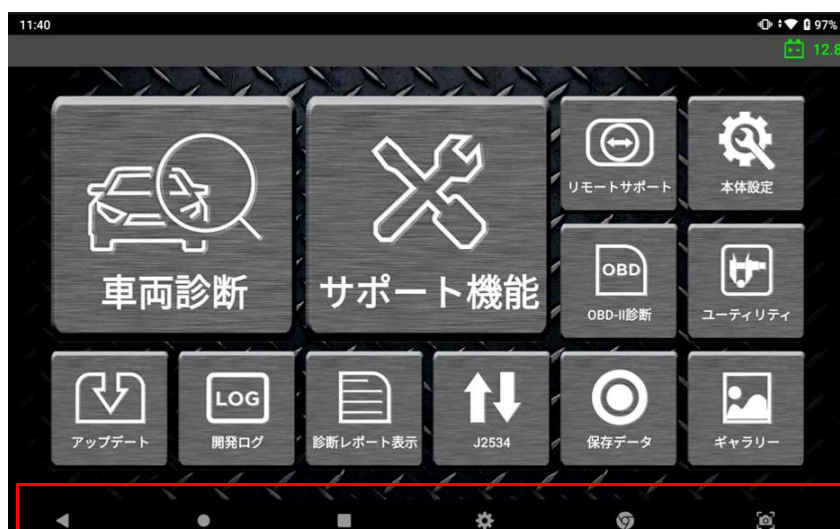 11:40
97%
12.8
車両診断
サポート機能
リモートサポート
本体設定
OBD
OBD-II診断
ユーティリティ
アップデート
LOG
開発ログ
診断レポート表示
J2534
保存データ
ギャラリー